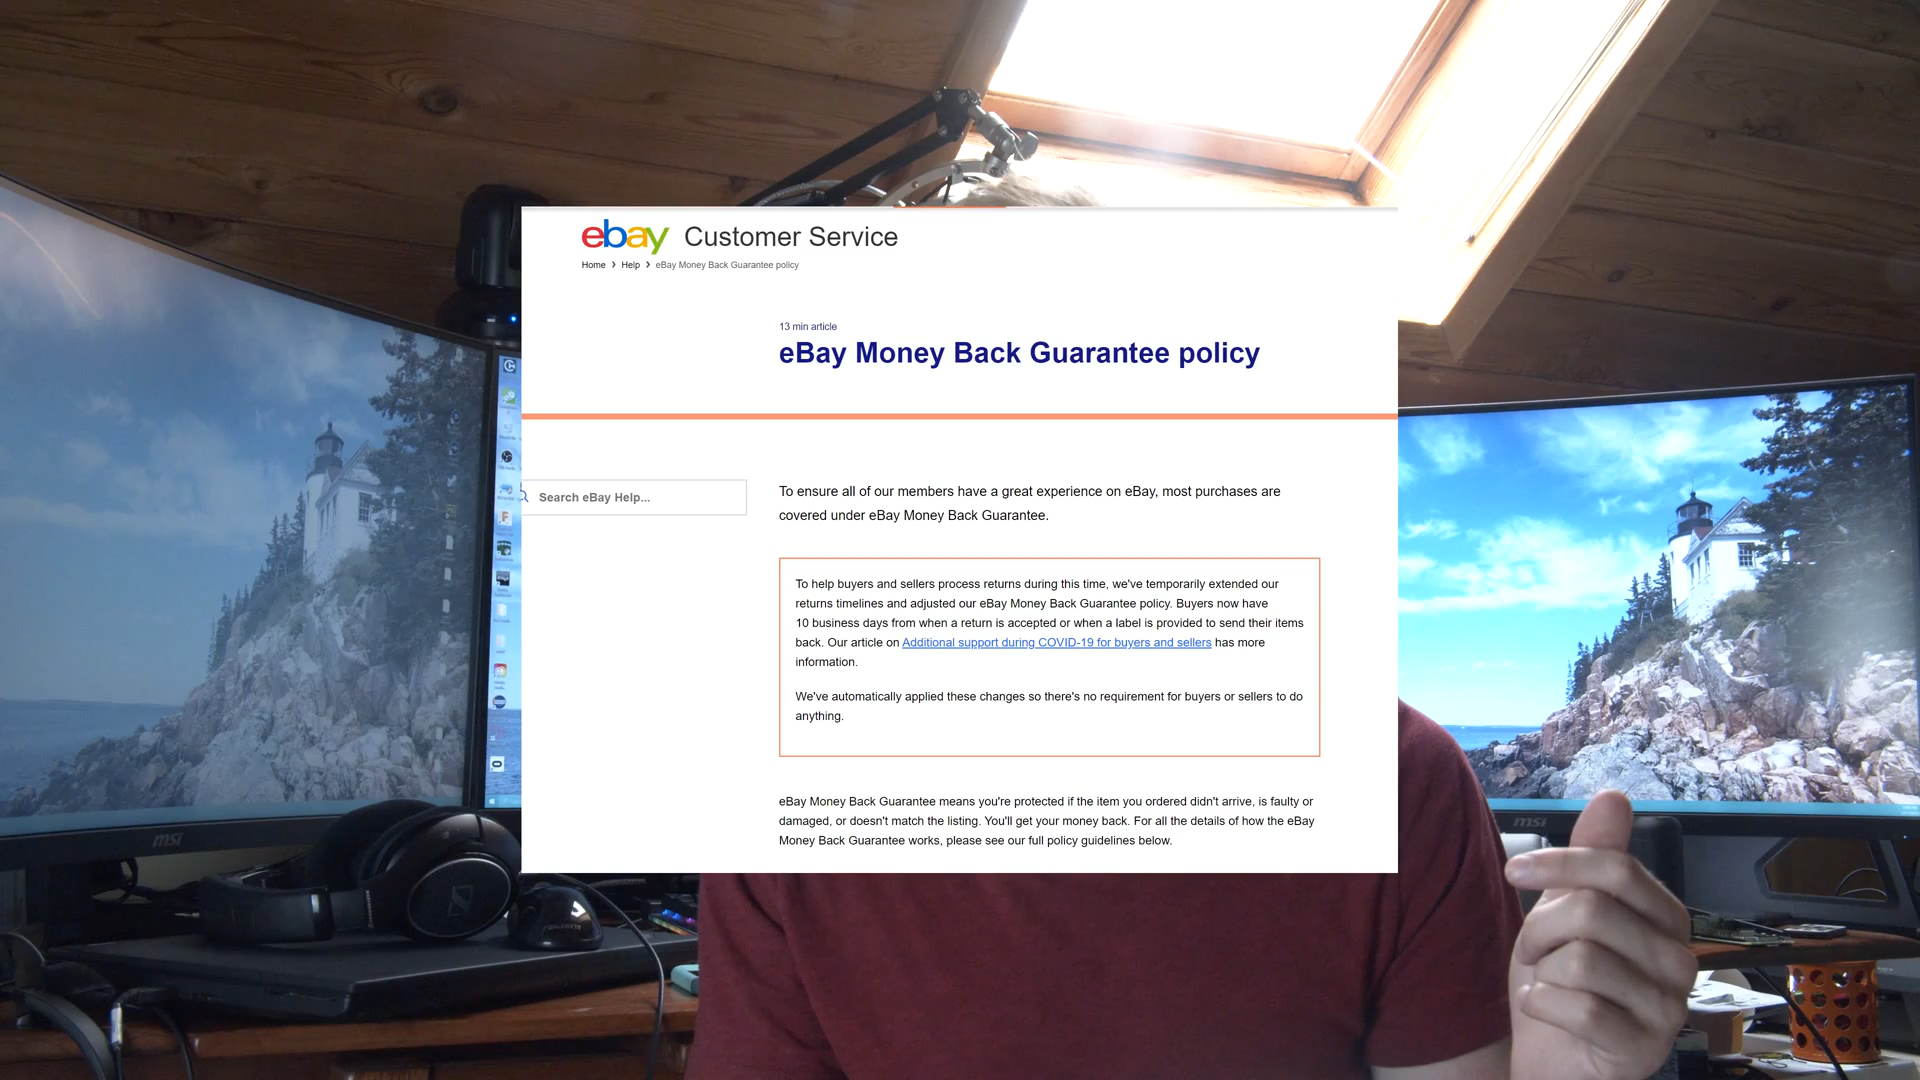 ebay Customer Service
Home > Help > eBay Money Back Guarantee policy
13 min article
eBay Money Back Guarantee policy
Search eBay Help...
To ensure all of our members have a great experience on eBay, most purchases are
covered under eBay Money Back Guarantee.
To help buyers and sellers process returns during this time, we've temporarily extended our
returns timelines and adjusted our eBay Money Back Guarantee policy. Buyers now have
10 business days from when a return is accepted or when a label is provided to send their items
back. Our article on Additional support during COVID-19 for buyers and sellers has more
information.
We've automatically applied these changes so there's no requirement for buyers or sellers to do
anything.
eBay Money Back Guarantee means you're protected if the item you ordered didn't arrive, is faulty or
damaged, or doesn't match the listing. You'll get your money back. For all the details of how the eBay
Money Back Guarantee works, please see our full policy guidelines below.
msi
msi